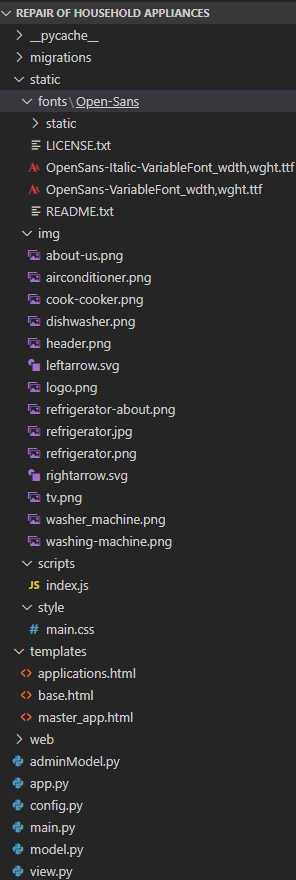 REPAIR OF HOUSEHOLD APPLIANCES
__pycache__
migrations
static
fonts\Open-Sans
static
LICENSE.txt
OpenSans-Italic-VariableFont_wdth,wght.ttf
OpenSans-VariableFont_wdth,wght.ttf
README.txt
img
about-us.png
airconditioner.png
cook-cooker.png
dishwasher.png
header.png
leftarrow.svg
logo.png
refrigerator-about.png
refrigerator.jpg
refrigerator.png
rightarrow.svg
tv.png
washer_machine.png
washing-machine.png
scripts
JS index.js
style
# main.css
templates
<> applications.html
<> base.html
<> master_app.html
web
adminModel.py
app.py
config.py
main.py
model.py
view.py